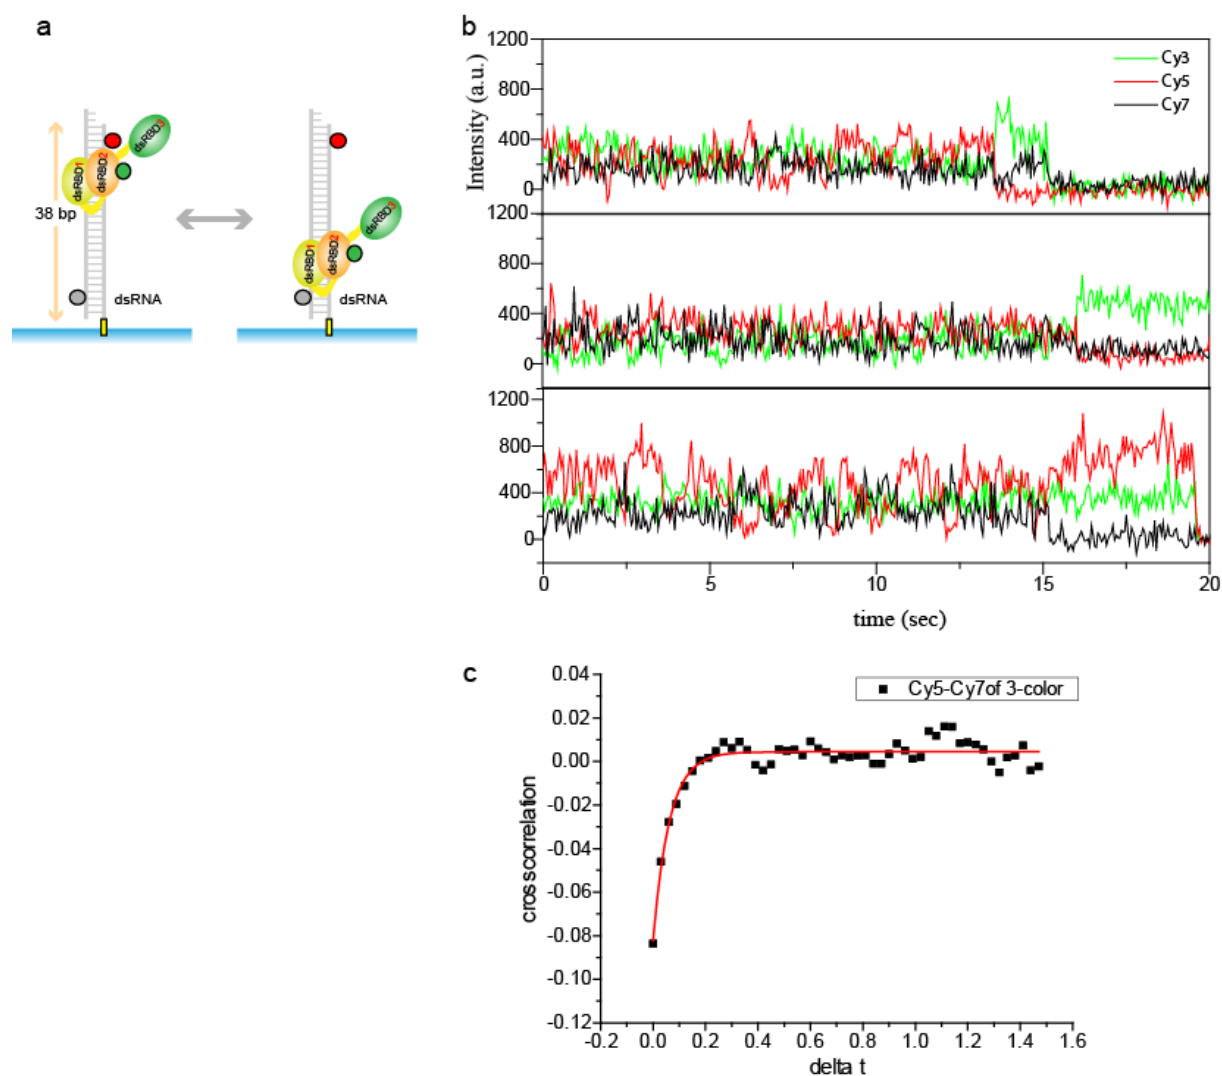 a
dsRBD1
dsRBD2
dsRBD3
38 bp
dsRNA
dsRBD1
dsRBD2
dsRBD3
dsRNA
b
Intensity (a.u.)
1200
800
400
0
1200
800
400
0
1200
800
400
0
Cy3
Cy5
Cy7
0
5
10
15
20
time (sec)
c
crosscorrelation
0.04
0.02
0.00
-0.02
-0.04
-0.06
-0.08
-0.10
-0.12
Cy5-Cy7of 3-color
-0.2
0.0
0.2
0.4
0.6
0.8
1.0
1.2
1.4
1.6
delta t